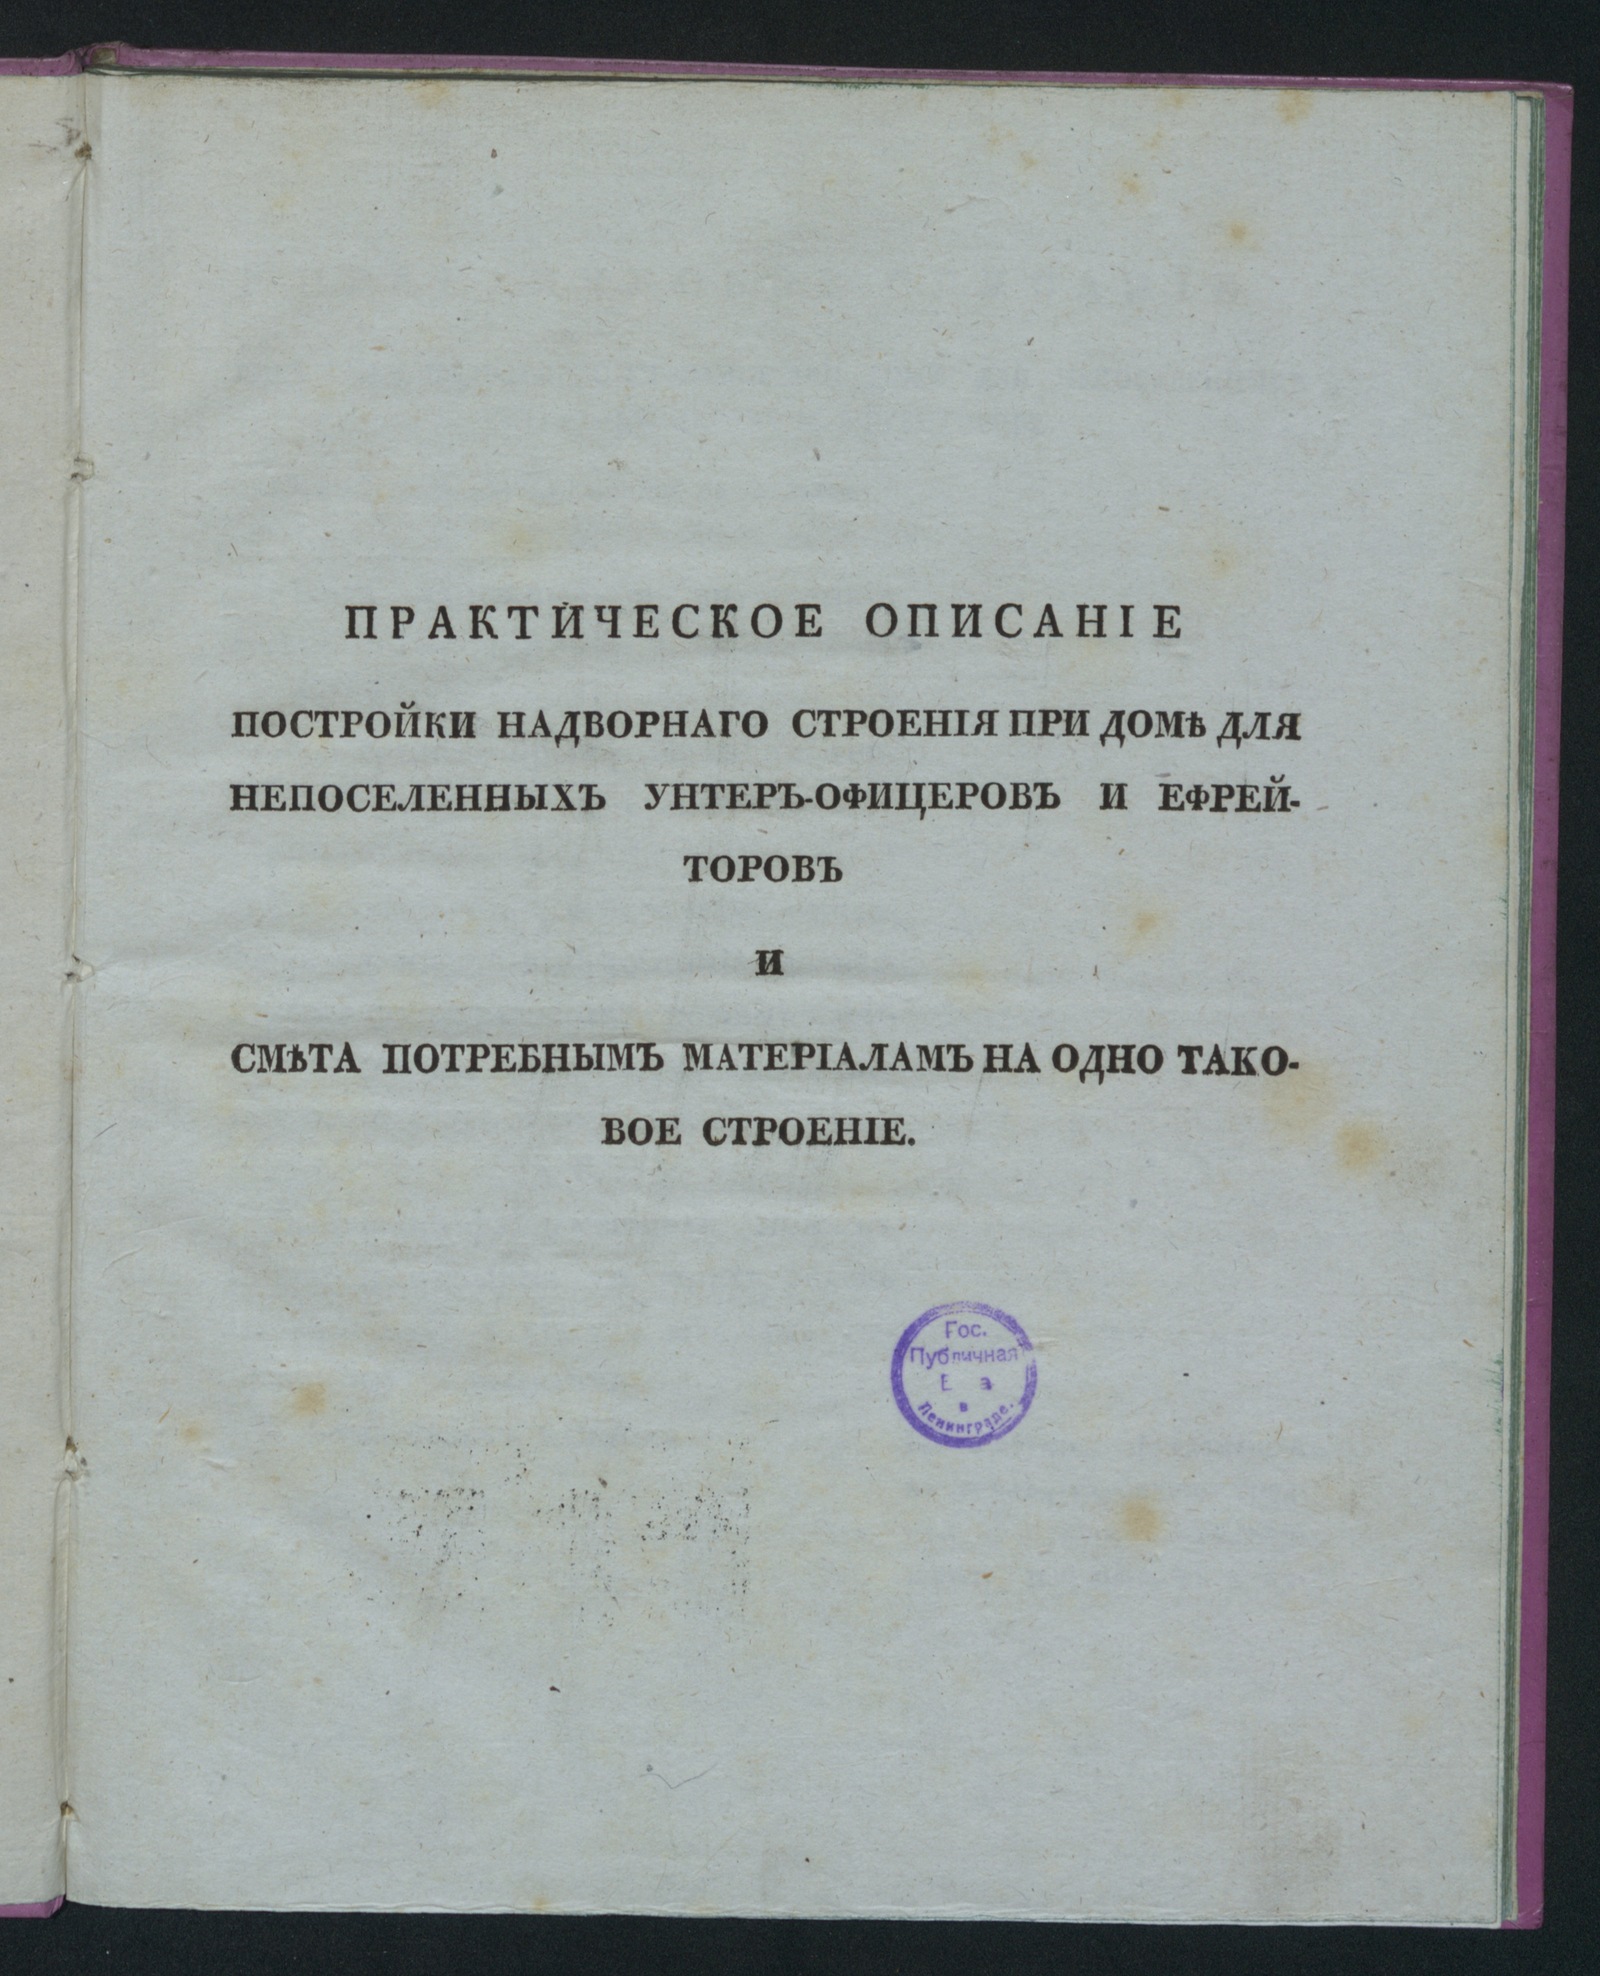 ПРАКТИЧЕСКОЕ ОПИСАНІЕ
ПОСТРОЙКИ НАДВОРНАГО СТРОЕНІЯ ПРИ ДОМѢ ДЛЯ
НЕПОСЕЛЕННЫХЪ УНТЕРЪ-ОФИЦЕРОВЪ И ЕФРЕЙ-
ТОРОВЪ
И
СМѢТА ПОТРЕБНЫМЪ МАТЕРІАЛАМЪ НА ОДНО ТАКО-
ВОЕ СТРОЕНІЕ.
Гос.
Публичная
в
Ленинграде.